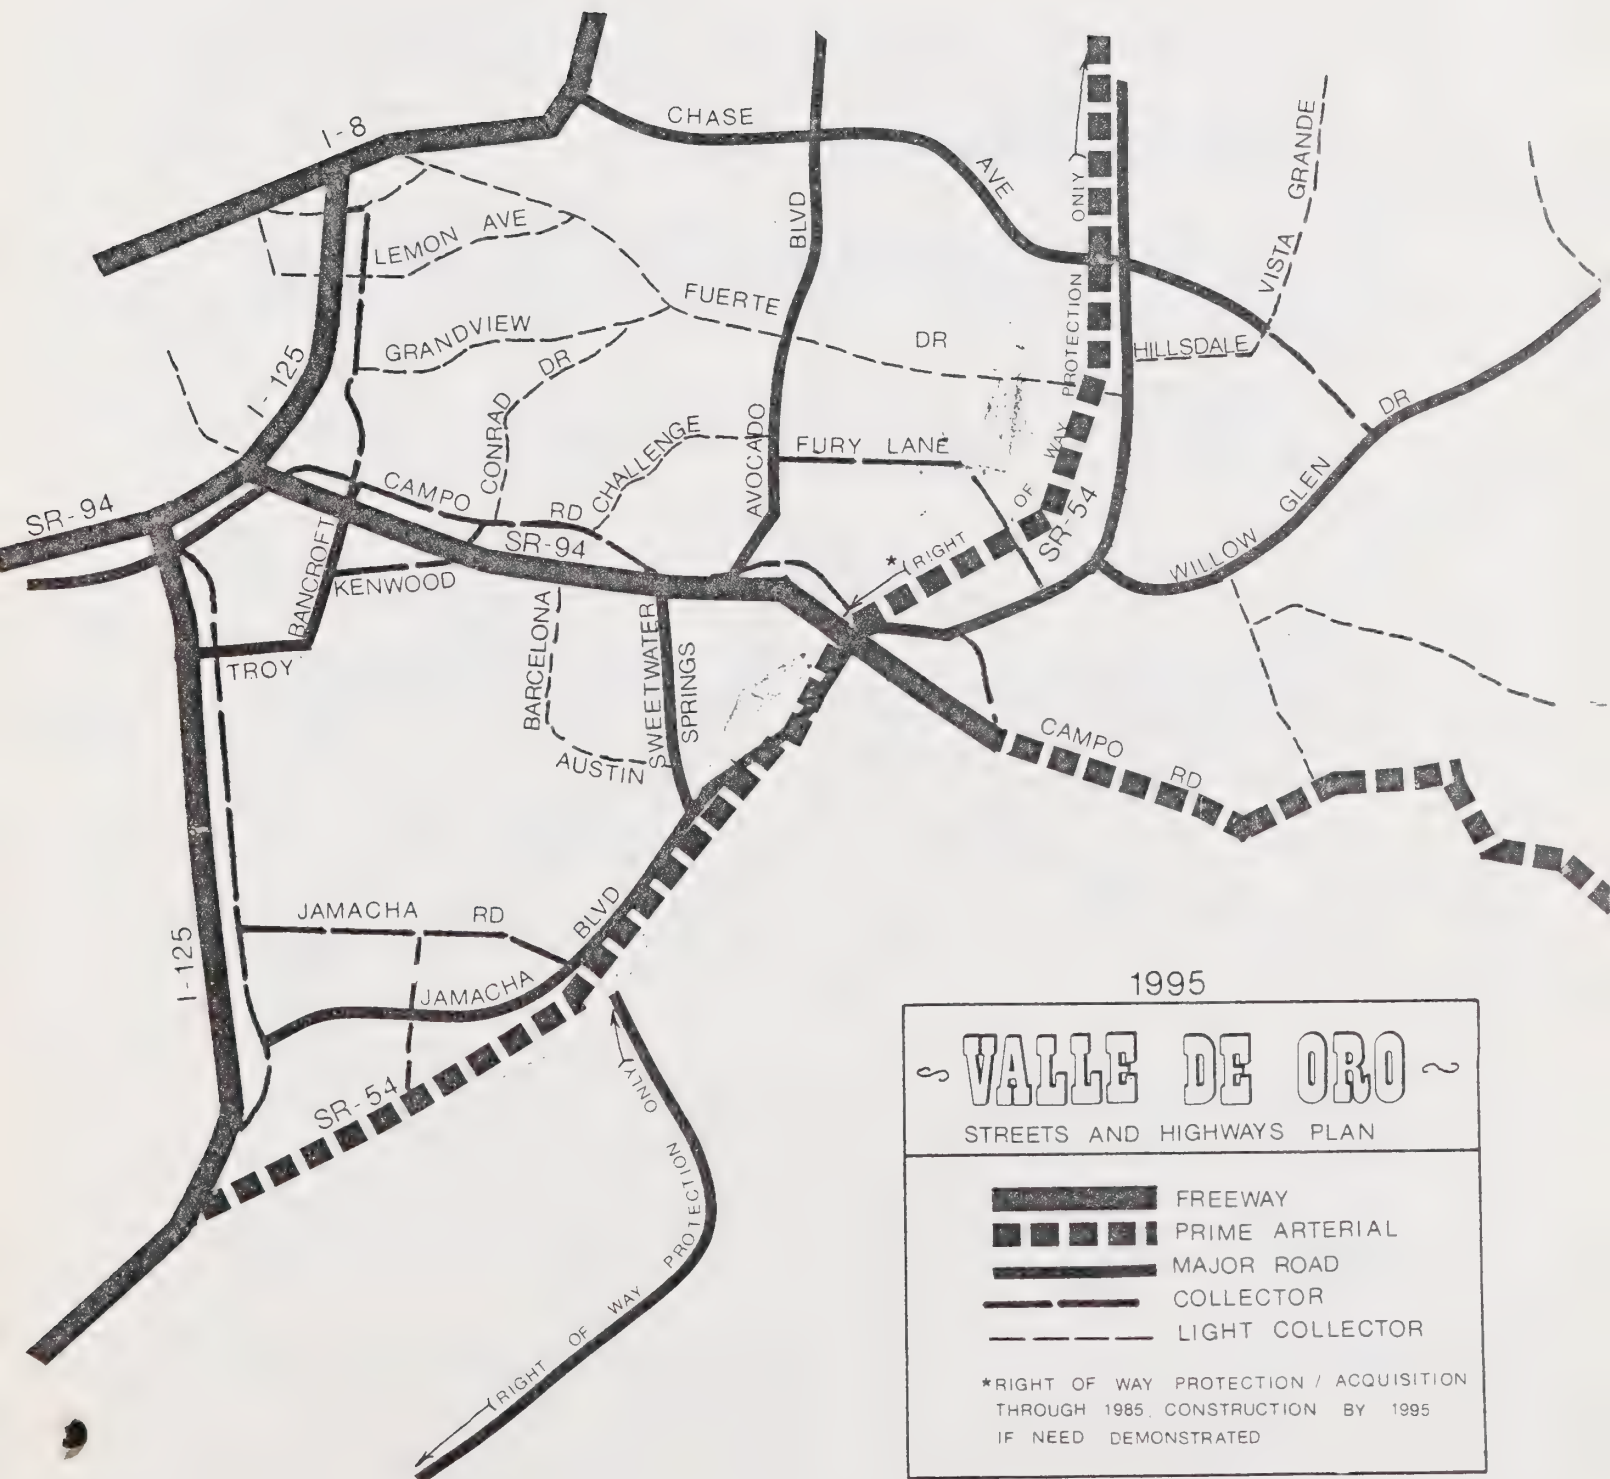 I-8
CHASE
AVE
BLVD
ONLY)
VISTA GRANDE
LEMON AVE
FUERTE
DR
PROTECTION
HILLSDALE
GRANDVIEW
DR
I-125
CONRAD
CHALLENGE
AVOCADO
FURY LANE
WAY
DR
GLEN
WILLOW
CAMPO
RD
OF
SR-54
SR-94
SR-94
* (RIGHT
BANCROFT
KENWOOD
TROY
BARCELONA
SWEETWATER
SPRINGS
AUSTIN
CAMPO
RD
JAMACHA RD
BLVD
I-125
JAMACHA
SR-54
ONLY)
PROTECTION
WAY
OF
(RIGHT
1995
VALLE DE ORO
STREETS AND HIGHWAYS PLAN
FREEWAY
PRIME ARTERIAL
MAJOR ROAD
COLLECTOR
LIGHT COLLECTOR
*RIGHT OF WAY PROTECTION / ACQUISITION
THROUGH 1985. CONSTRUCTION BY 1995
IF NEED DEMONSTRATED